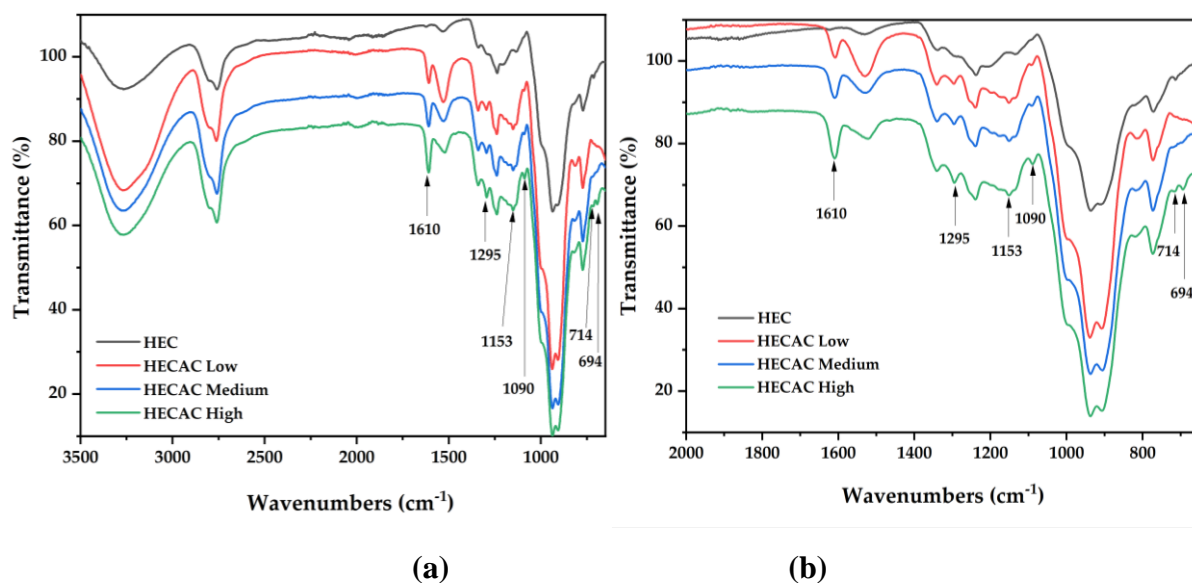 Transmittance (%)
100
80
60
40
20
1610
1295
1153
1090
714
694
HEC
HECAC Low
HECAC Medium
HECAC High
3500
3000
2500
2000
1500
1000
Wavenumbers (cm⁻¹)
(a)
Transmittance (%)
100
80
60
40
20
1610
1295
1153
1090
714
694
HEC
HECAC Low
HECAC Medium
HECAC High
2000
1800
1600
1400
1200
1000
800
Wavenumbers (cm⁻¹)
(b)